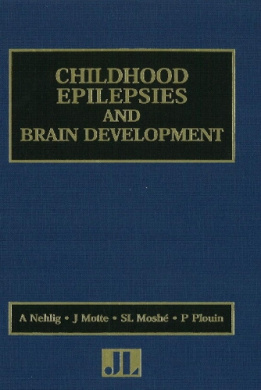 CHILDHOOD
EPILEPSIES
AND
BRAIN DEVELOPMENT
A Nehlig • J Motte • SL Moshé • P Plouin
JL